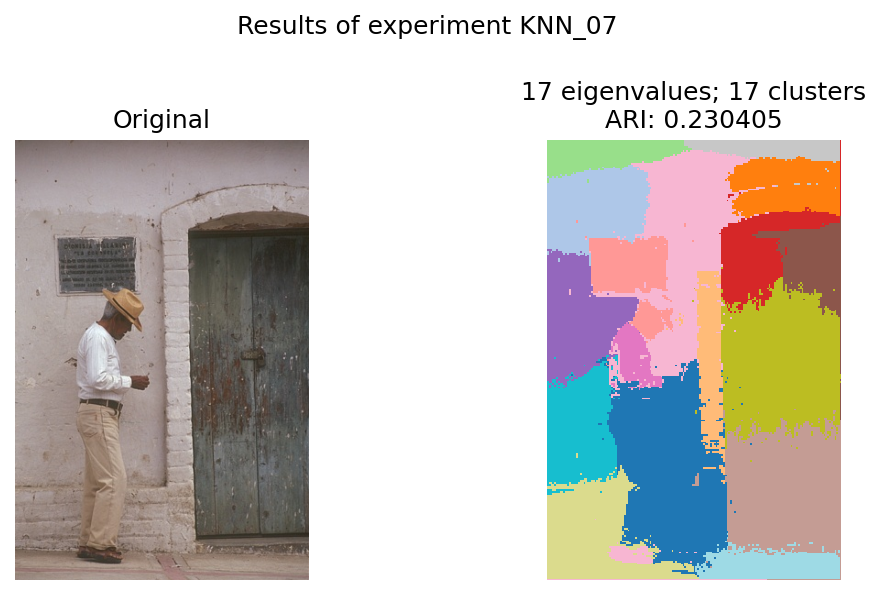 Results of experiment KNN_07
Original
17 eigenvalues; 17 clusters
ARI: 0.230405